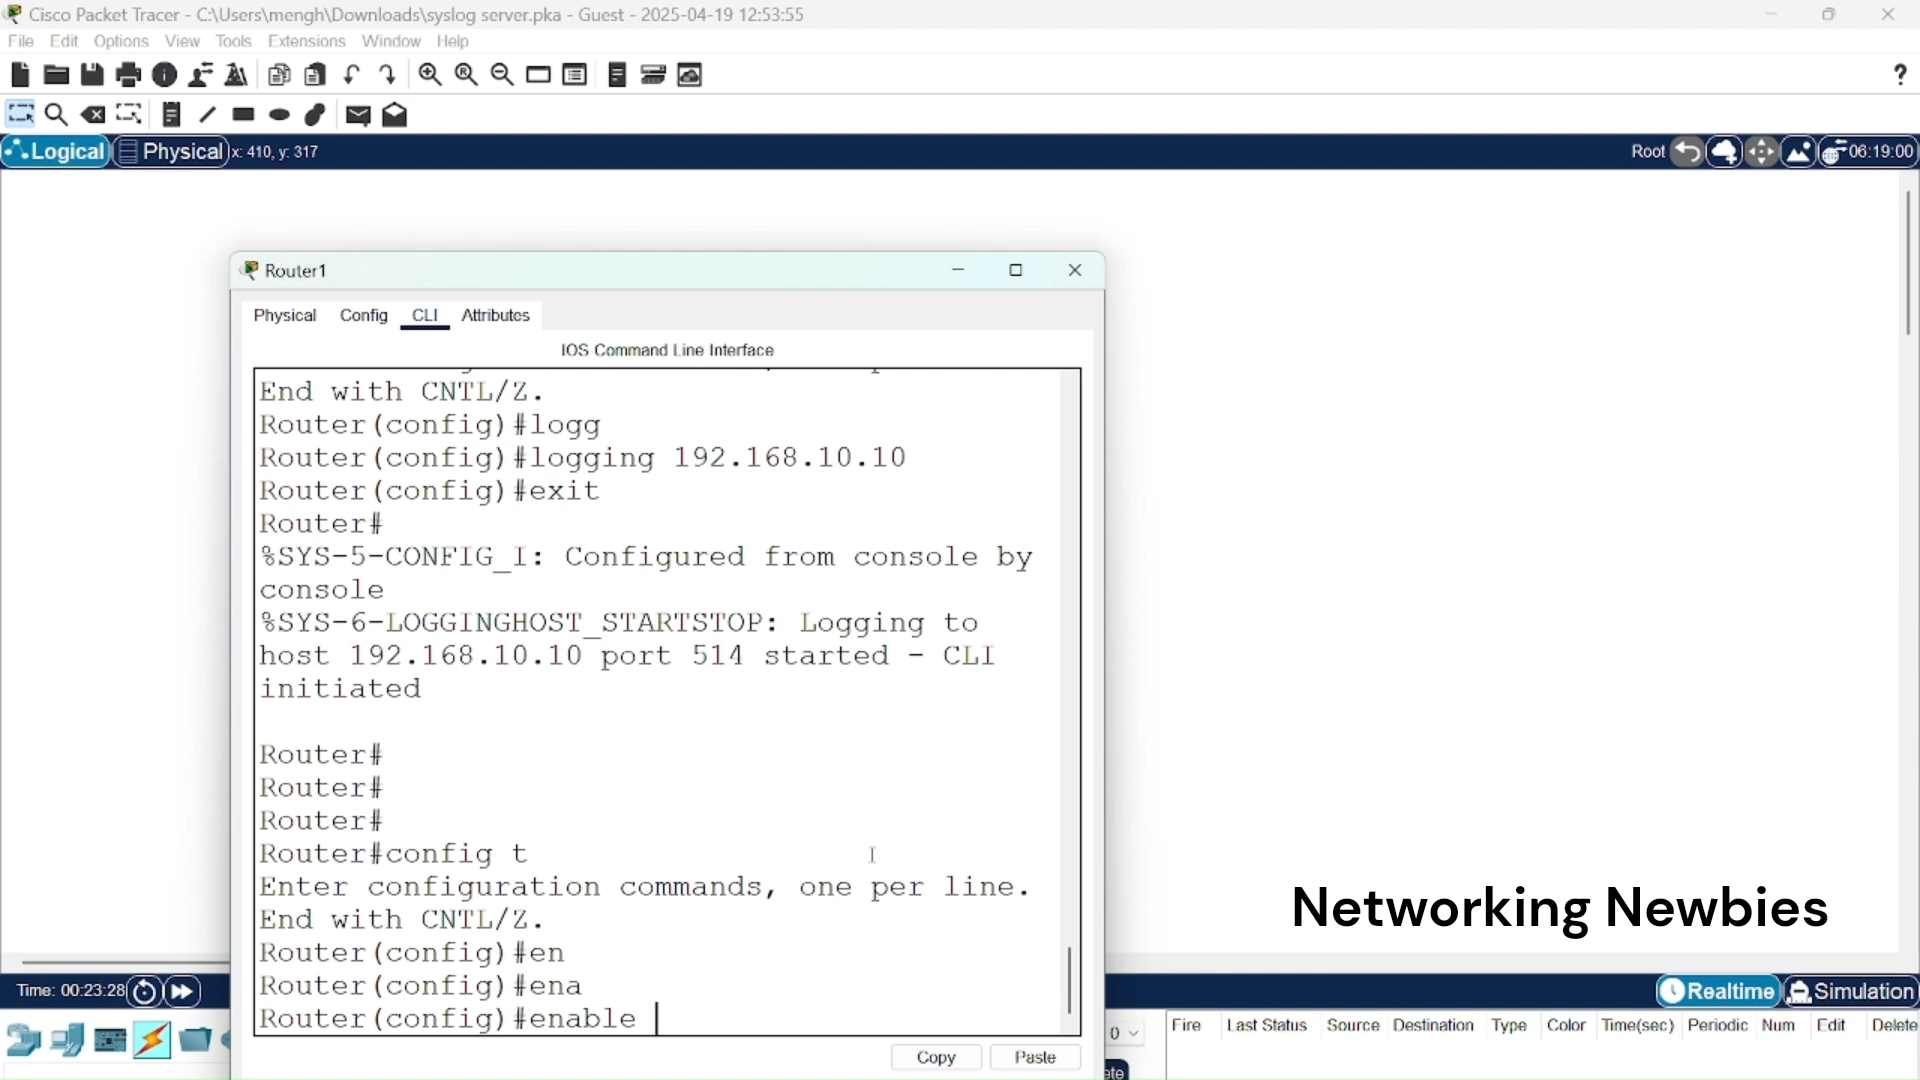 Cisco Packet Tracer - C:\Users\mengh\Downloads\syslog server.pka - Guest - 2025-04-19 12:53:55
File Edit Options View Tools Extensions Window Help
?
Logical Physical x: 410, y: 317
Root 06:19:00
Router1
Physical Config CLI Attributes
IOS Command Line Interface
End with CNTL/Z.
Router(config)#logg
Router(config)#logging 192.168.10.10
Router(config)#exit
Router#
%SYS-5-CONFIG_I: Configured from console by
console
%SYS-6-LOGGINGHOST_STARTSTOP: Logging to
host 192.168.10.10 port 514 started - CLI
initiated
Router#
Router#
Router#
Router#config t
Enter configuration commands, one per line.
End with CNTL/Z.
Router(config)#en
Router(config)#ena
Router(config)#enable
Copy Paste
Networking Newbies
Time: 00:23:28
Realtime Simulation
0
Fire Last Status Source Destination Type Color Time(sec) Periodic Num Edit Delete